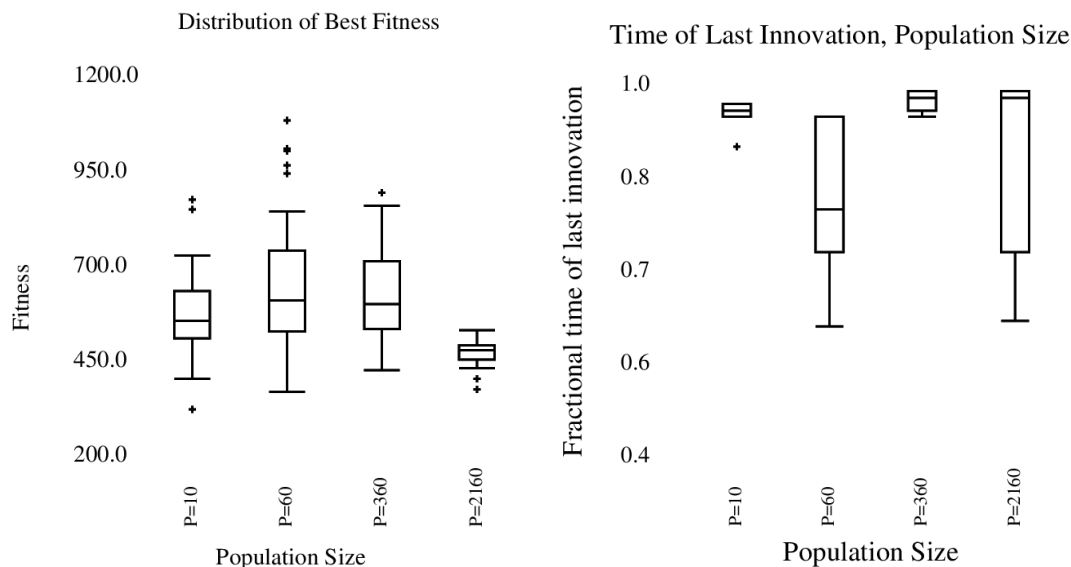 Distribution of Best Fitness
1200.0
950.0
700.0
450.0
200.0
Fitness
P=10
P=60
P=360
P=2160
Population Size
Time of Last Innovation, Population Size
1.0
0.8
0.7
0.6
0.4
Fractional time of last innovation
P=10
P=60
P=360
P=2160
Population Size